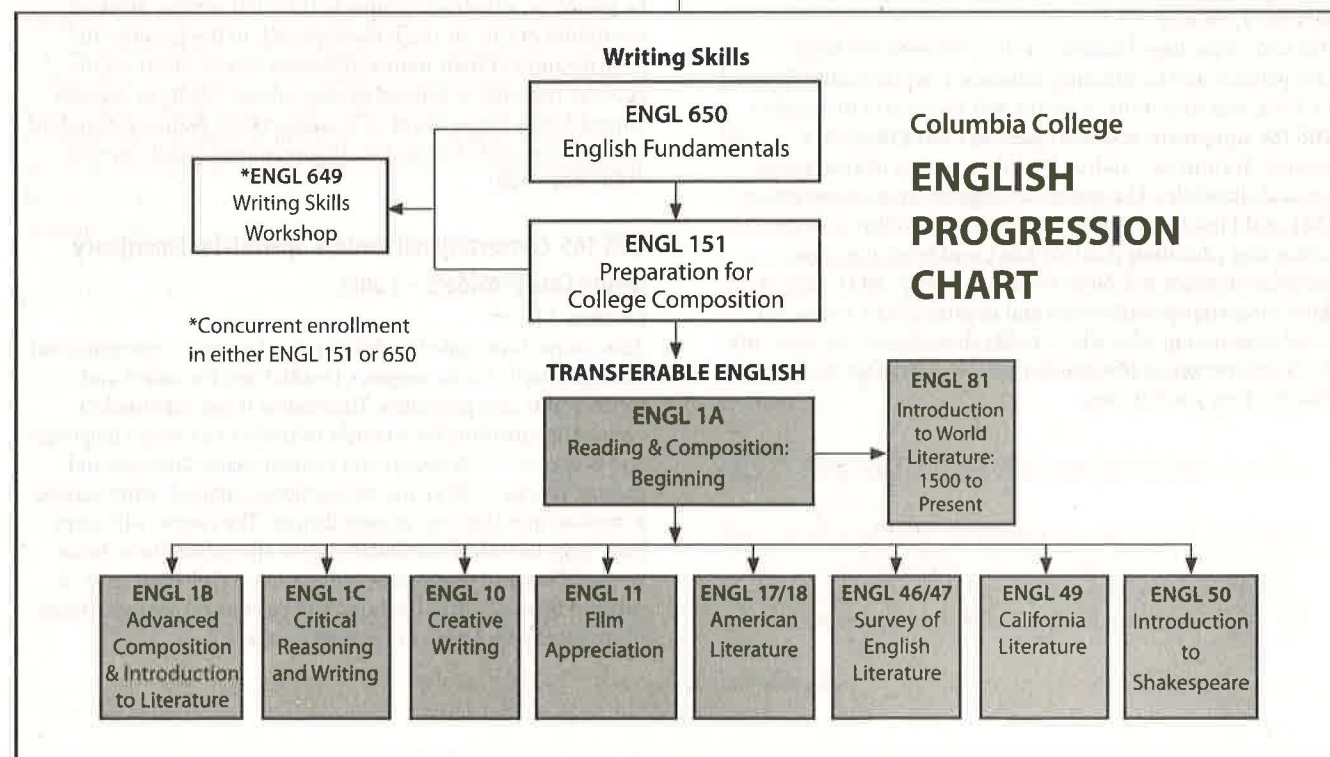 Writing Skills
ENGL 650
English Fundamentals
Columbia College
ENGLISH
PROGRESSION
CHART
*ENGL 649
Writing Skills
Workshop
ENGL 151
Preparation for
College Composition
*Concurrent enrollment
in either ENGL 151 or 650
TRANSFERABLE ENGLISH
ENGL 1A
Reading & Composition:
Beginning
ENGL 81
Introduction
to World
Literature:
1500 to
Present
ENGL 1B
Advanced
Composition
& Introduction
to Literature
ENGL 1C
Critical
Reasoning
and Writing
ENGL 10
Creative
Writing
ENGL 11
Film
Appreciation
ENGL 17/18
American
Literature
ENGL 46/47
Survey of
English
Literature
ENGL 49
California
Literature
ENGL 50
Introduction
to
Shakespeare